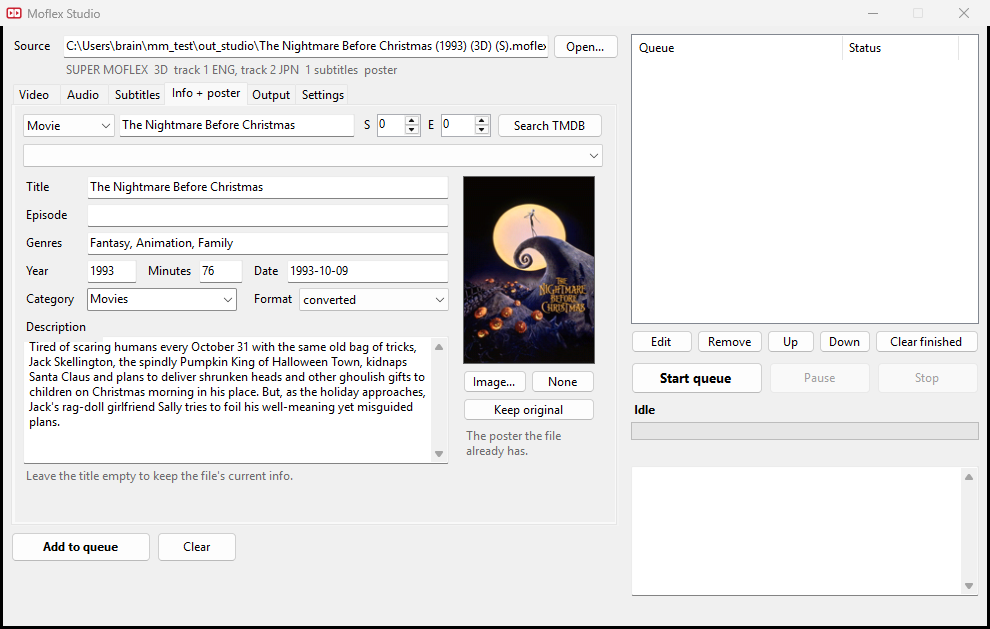 Moflex Studio
Source
C:\Users\brain\mm_test\out_studio\The Nightmare Before Christmas (1993) (3D) (S).moflex
Open...
SUPER MOFLEX 3D track 1 ENG, track 2 JPN 1 subtitles poster
Video
Audio
Subtitles
Info + poster
Output
Settings
Movie
The Nightmare Before Christmas
S
0
E
0
Search TMDB
Title
The Nightmare Before Christmas
Episode
Genres
Fantasy, Animation, Family
Year
1993
Minutes
76
Date
1993-10-09
Category
Movies
Format
converted
Description
Tired of scaring humans every October 31 with the same old bag of tricks,
Jack Skellington, the spindly Pumpkin King of Halloween Town, kidnaps
Santa Claus and plans to deliver shrunken heads and other ghoulish gifts to
children on Christmas morning in his place. But, as the holiday approaches,
Jack's rag-doll girlfriend Sally tries to foil his well-meaning yet misguided
plans.
THE
NIGHTMARE
BEFORE
CHRISTMAS
Image...
None
Keep original
The poster the file
already has.
Leave the title empty to keep the file's current info.
Add to queue
Clear
Queue
Status
Edit
Remove
Up
Down
Clear finished
Start queue
Pause
Stop
Idle